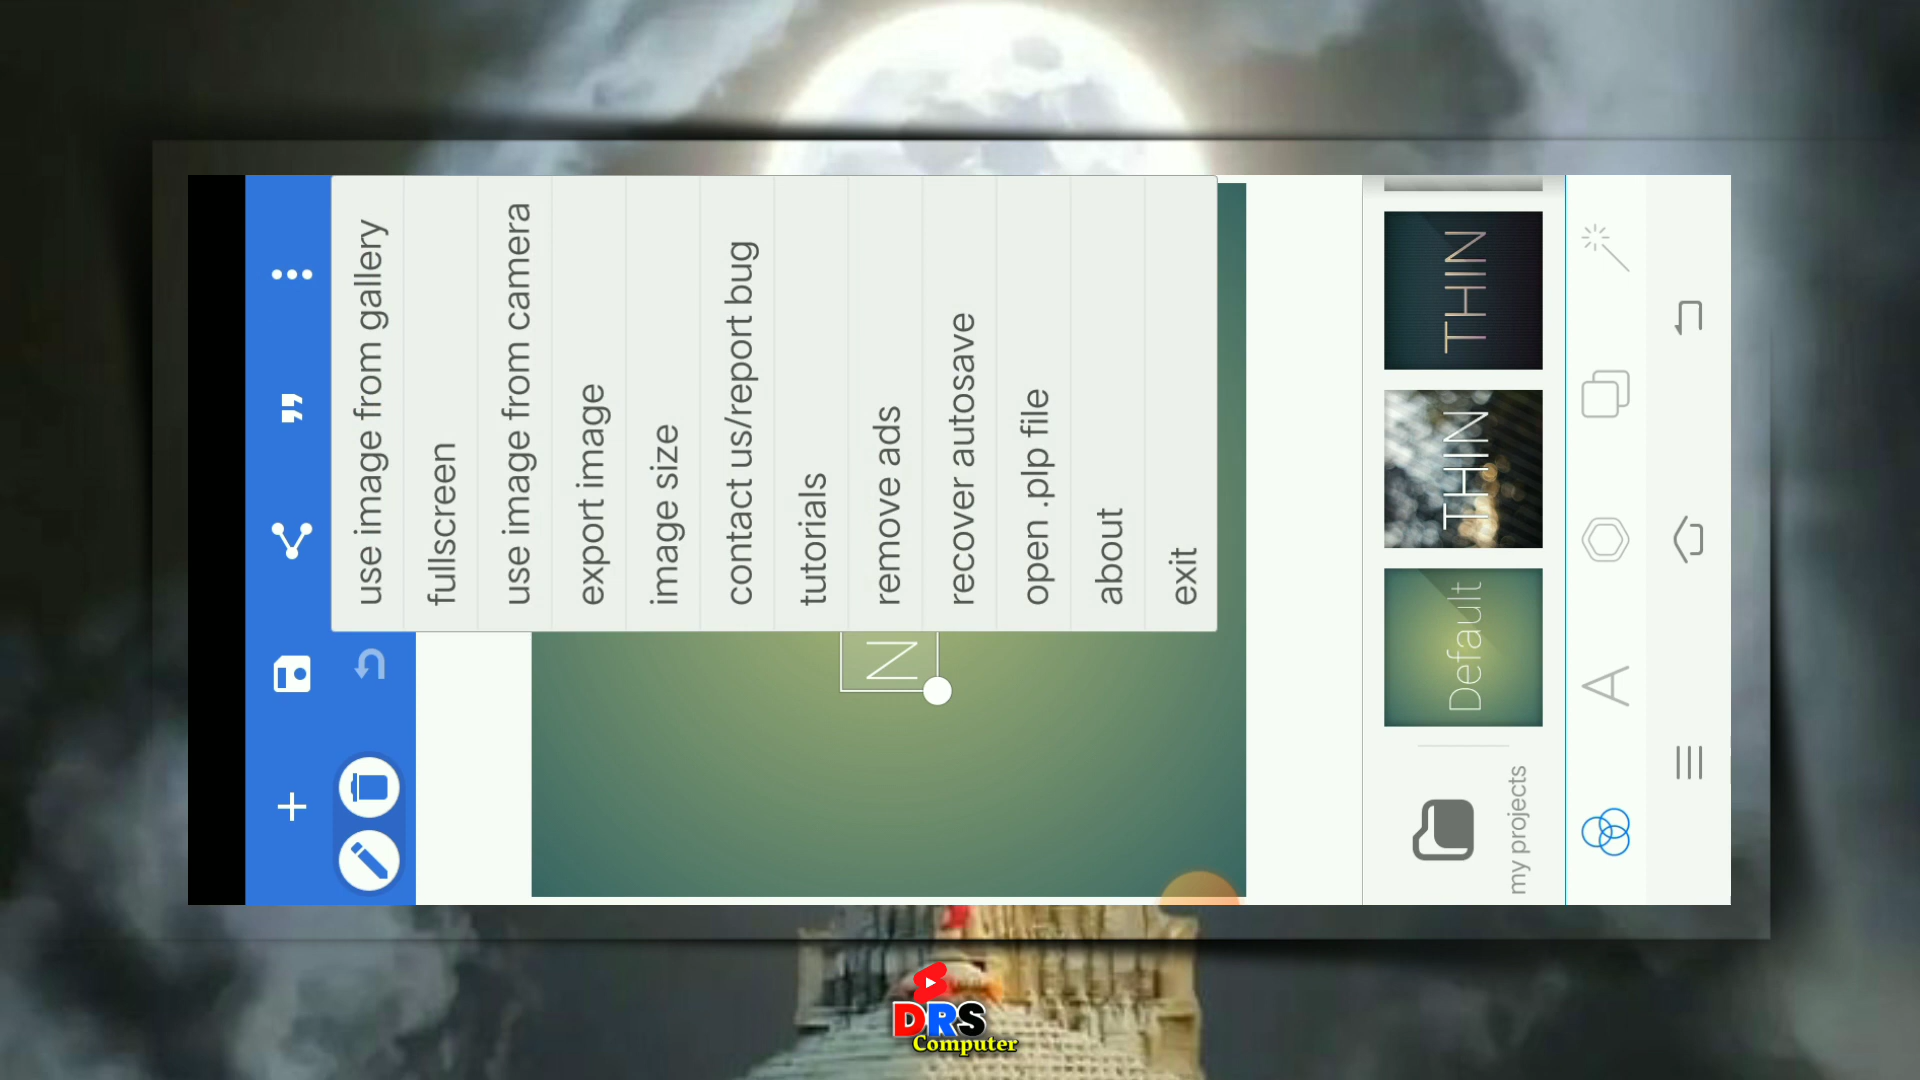 use image from gallery
fullscreen
use image from camera
export image
image size
contact us/report bug
tutorials
remove ads
recover autosave
open .plp file
about
exit
N
my projects
Default
THIN
THIN
A
DRS
Computer